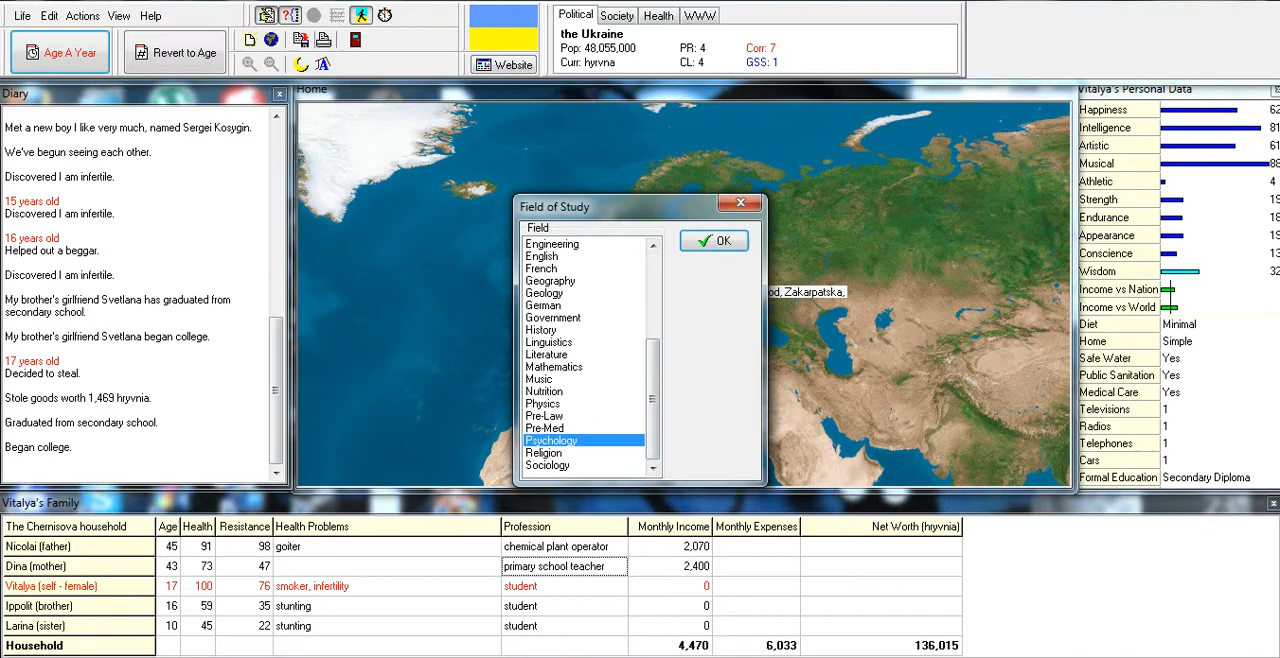 Life Edit Actions View Help
Age A Year
Revert to Age
Website
Political Society Health WWW
the Ukraine
Pop: 48,055,000 PR: 4 Corr: 7
Curr: hyrvna CL: 4 GSS: 1
Diary
Met a new boy I like very much, named Sergei Kosygin.
We've begun seeing each other.
Discovered I am infertile.
15 years old
Discovered I am infertile.
16 years old
Helped out a beggar.
Discovered I am infertile.
My brother's girlfriend Svetlana has graduated from
secondary school.
My brother's girlfriend Svetlana began college.
17 years old
Decided to steal.
Stole goods worth 1,469 hryvnia.
Graduated from secondary school.
Began college.
Home
od, Zakarpatska,
Field of Study
Field
Engineering
English
French
Geography
Geology
German
Government
History
Linguistics
Literature
Mathematics
Music
Nutrition
Physics
Pre-Law
Pre-Med
Psychology
Religion
Sociology
OK
Vitalya's Personal Data
Happiness 62
Intelligence 81
Artistic 61
Musical 88
Athletic 4
Strength 19
Endurance 18
Appearance 19
Conscience 13
Wisdom 32
Income vs Nation
Income vs World
Diet Minimal
Home Simple
Safe Water Yes
Public Sanitation Yes
Medical Care Yes
Televisions 1
Radios 1
Telephones 1
Cars 1
Formal Education Secondary Diploma
Vitalya's Family
The Chernisova household Age Health Resistance Health Problems Profession Monthly Income Monthly Expenses Net Worth (hryvnia)
Nicolai (father) 45 91 98 goiter chemical plant operator 2,070
Dina (mother) 43 73 47 primary school teacher 2,400
Vitalya (self - female) 17 100 76 smoker, infertility student 0
Ippolit (brother) 16 59 35 stunting student 0
Larina (sister) 10 45 22 stunting student 0
Household 4,470 6,033 136,015